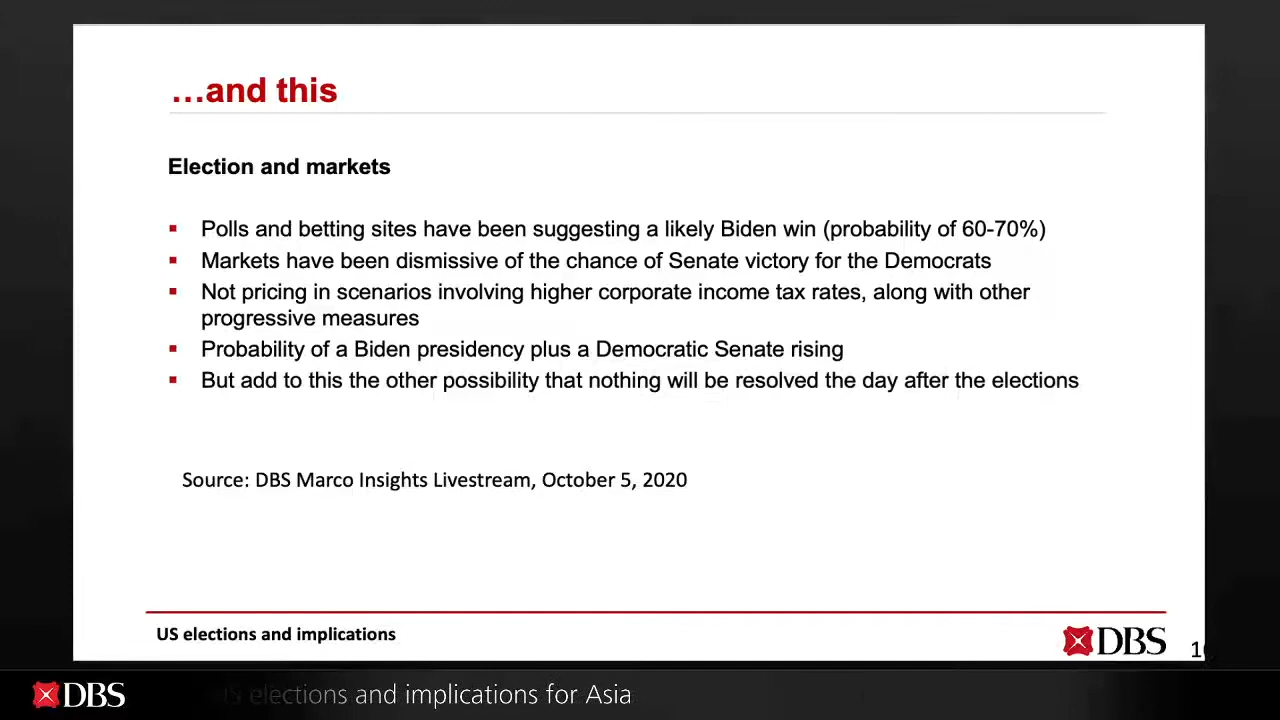 …and this
Election and markets
Polls and betting sites have been suggesting a likely Biden win (probability of 60-70%)
Markets have been dismissive of the chance of Senate victory for the Democrats
Not pricing in scenarios involving higher corporate income tax rates, along with other
progressive measures
Probability of a Biden presidency plus a Democratic Senate rising
But add to this the other possibility that nothing will be resolved the day after the elections
Source: DBS Marco Insights Livestream, October 5, 2020
US elections and implications
DBS
DBS
elections and implications for Asia